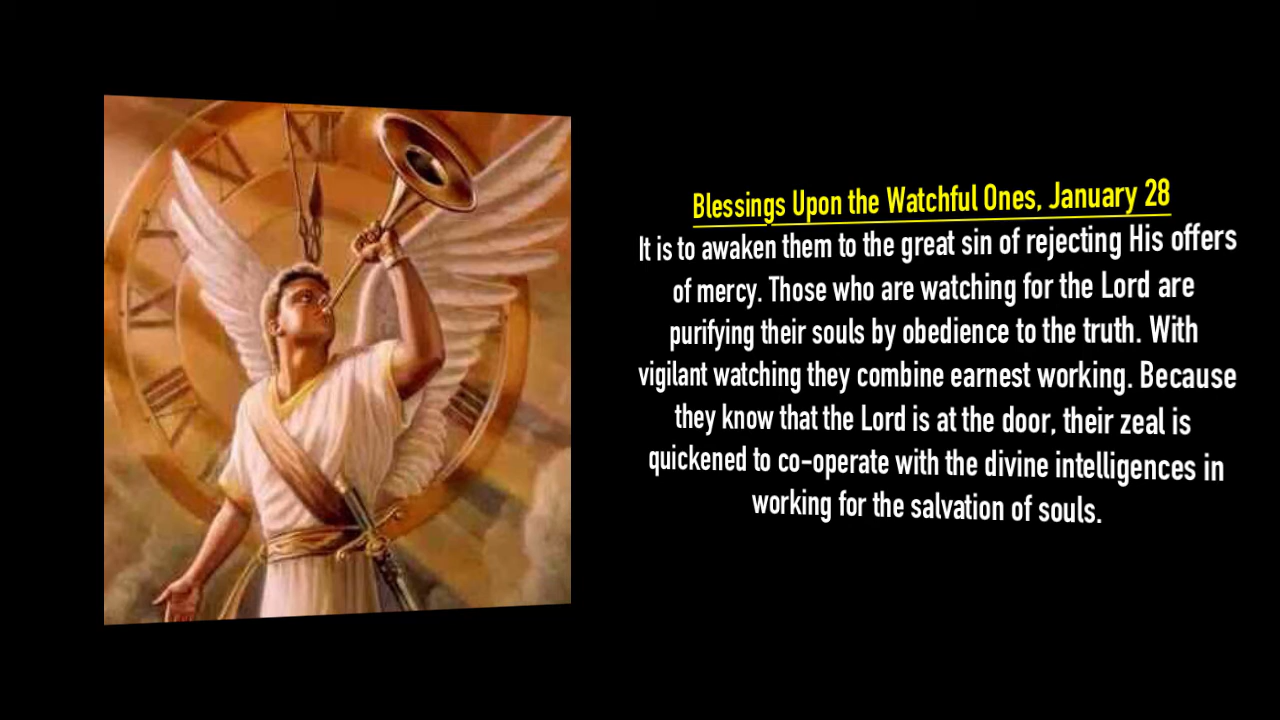 XII
Blessings Upon the Watchful Ones, January 28
It is to awaken them to the great sin of rejecting His offers
of mercy. Those who are watching for the Lord are
purifying their souls by obedience to the truth. With
vigilant watching they combine earnest working. Because
they know that the Lord is at the door, their zeal is
quickened to co-operate with the divine intelligences in
working for the salvation of souls.